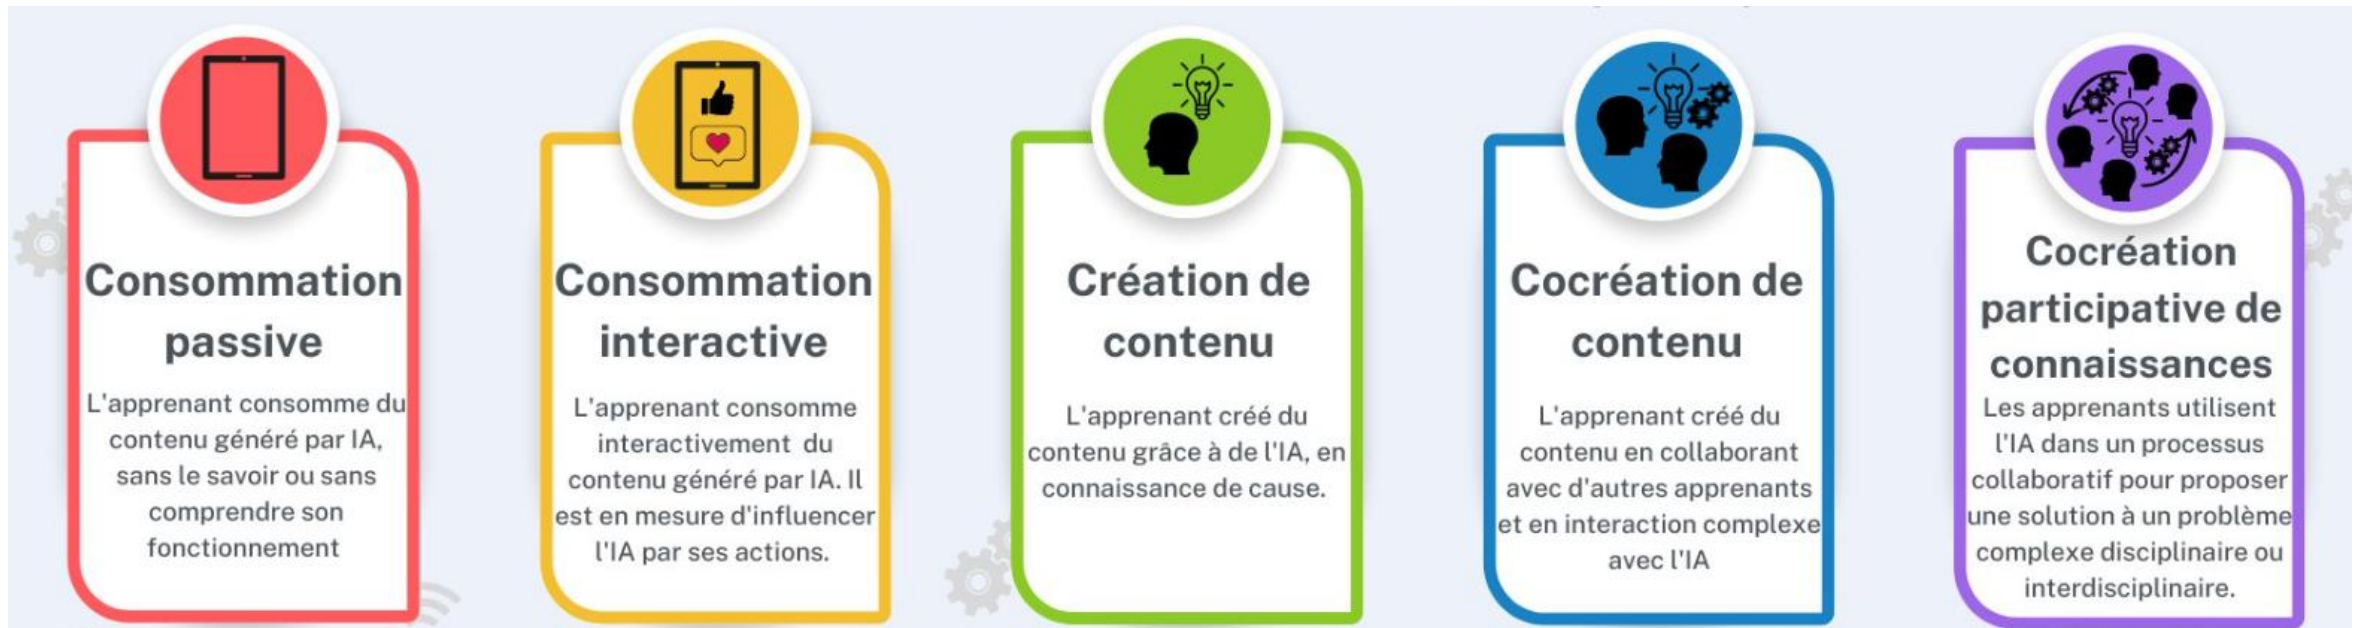 Consommation
passive
L'apprenant consomme du
contenu généré par IA,
sans le savoir ou sans
comprendre son
fonctionnement
Consommation
interactive
L'apprenant consomme
interactivement du
contenu généré par IA. Il
est en mesure d'influencer
l'IA par ses actions.
Création de
contenu
L'apprenant créé du
contenu grâce à de l'IA, en
connaissance de cause.
Cocréation de
contenu
L'apprenant créé du
contenu en collaborant
avec d'autres apprenants
et en interaction complexe
avec l'IA
Cocréation
participative de
connaissances
Les apprenants utilisent
l'IA dans un processus
collaboratif pour proposer
une solution à un problème
complexe disciplinaire ou
interdisciplinaire.